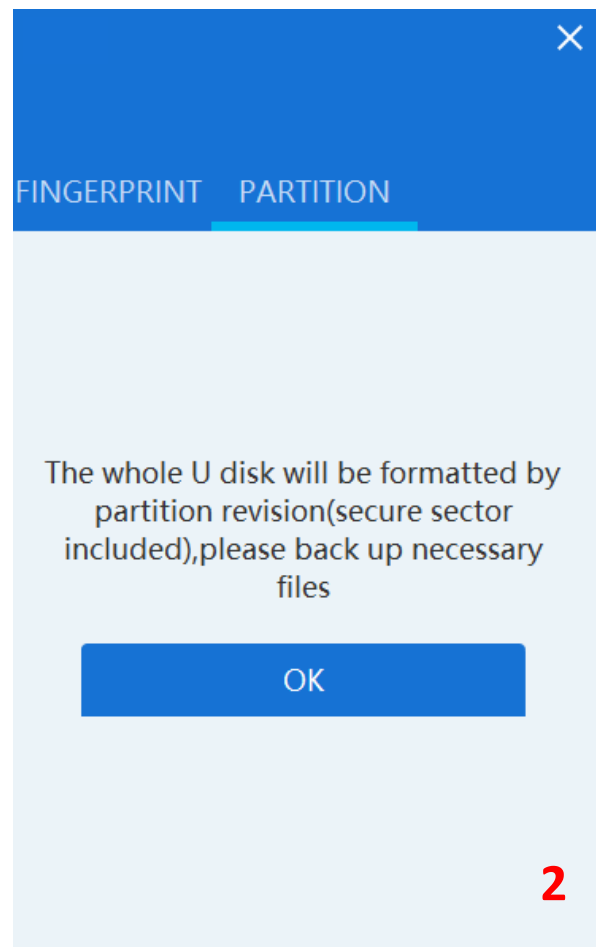 FINGERPRINT PARTITION
The whole U disk will be formatted by
partition revision(secure sector
included),please back up necessary
files
OK
2